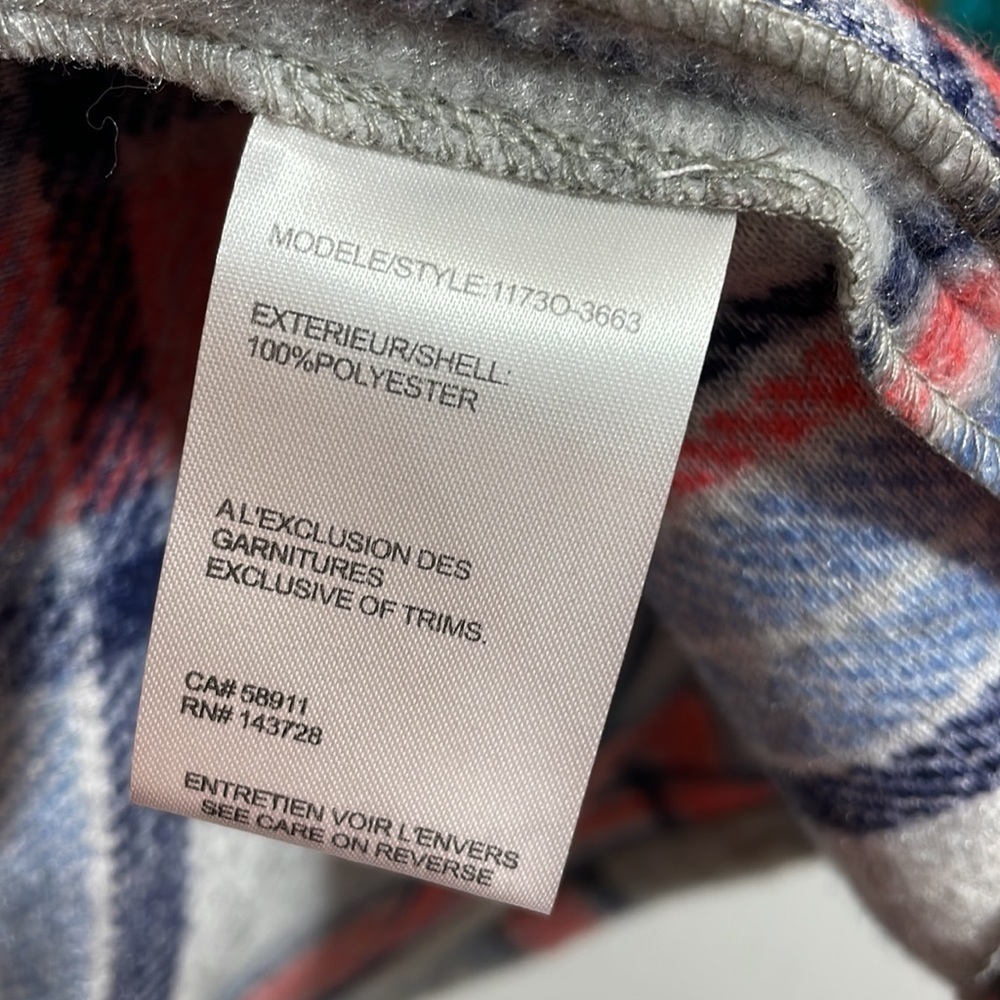 MODELE/STYLE:1173O-3663
EXTERIEUR/SHELL:
100%POLYESTER
A L'EXCLUSION DES
GARNITURES
EXCLUSIVE OF TRIMS.
CA# 58911
RN# 143728
ENTRETIEN VOIR L'ENVERS
SEE CARE ON REVERSE